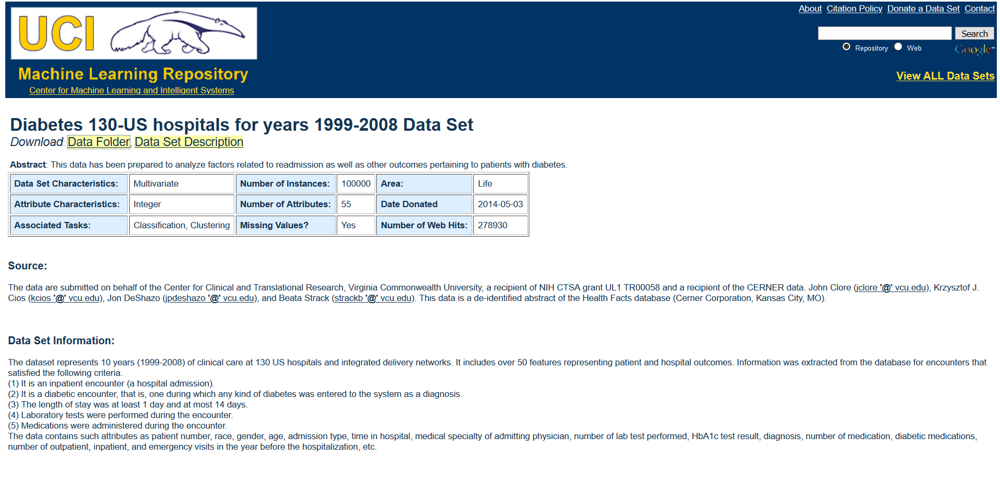 About Citation Policy Donate a Data Set Contact
UCI
Search
Repository Web Google™
Machine Learning Repository
View ALL Data Sets
Center for Machine Learning and Intelligent Systems
Diabetes 130-US hospitals for years 1999-2008 Data Set
Download: Data Folder, Data Set Description
Abstract: This data has been prepared to analyze factors related to readmission as well as other outcomes pertaining to patients with diabetes.
Data Set Characteristics: Multivariate Number of Instances: 100000 Area: Life
Attribute Characteristics: Integer Number of Attributes: 55 Date Donated 2014-05-03
Associated Tasks: Classification, Clustering Missing Values? Yes Number of Web Hits: 278930
Source:
The data are submitted on behalf of the Center for Clinical and Translational Research, Virginia Commonwealth University, a recipient of NIH CTSA grant UL1 TR00058 and a recipient of the CERNER data. John Clore (jclore '@' vcu.edu), Krzysztof J.
Cios (kcios '@' vcu.edu), Jon DeShazo (jpdeshazo '@' vcu.edu), and Beata Strack (strackb '@' vcu.edu). This data is a de-identified abstract of the Health Facts database (Cerner Corporation, Kansas City, MO).
Data Set Information:
The dataset represents 10 years (1999-2008) of clinical care at 130 US hospitals and integrated delivery networks. It includes over 50 features representing patient and hospital outcomes. Information was extracted from the database for encounters that
satisfied the following criteria.
(1) It is an inpatient encounter (a hospital admission).
(2) It is a diabetic encounter, that is, one during which any kind of diabetes was entered to the system as a diagnosis.
(3) The length of stay was at least 1 day and at most 14 days.
(4) Laboratory tests were performed during the encounter.
(5) Medications were administered during the encounter.
The data contains such attributes as patient number, race, gender, age, admission type, time in hospital, medical specialty of admitting physician, number of lab test performed, HbA1c test result, diagnosis, number of medication, diabetic medications,
number of outpatient, inpatient, and emergency visits in the year before the hospitalization, etc.